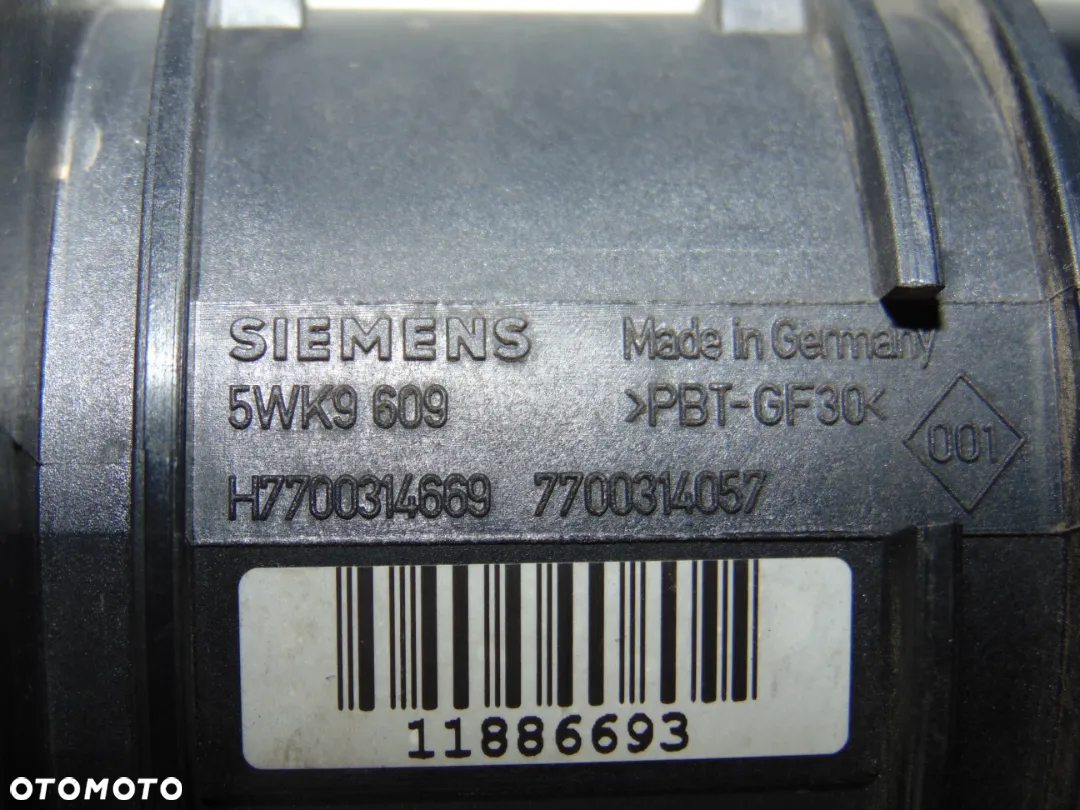 SIEMENS Made in Germany
5WK9 609 >PBT-GF30<
001
H7700314669 7700314057
11886693
OTOMOTO